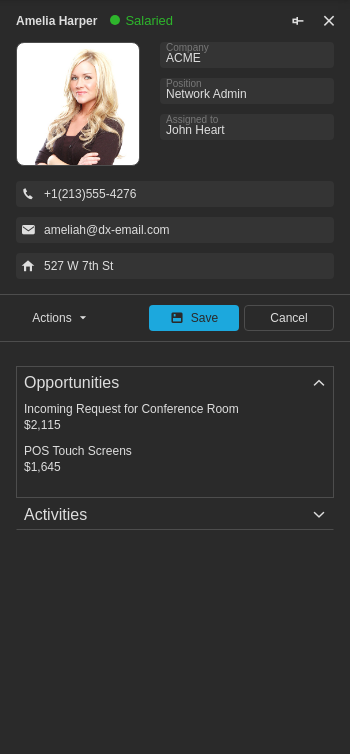 Amelia Harper
Salaried
Company
ACME
Position
Network Admin
Assigned to
John Heart
+1(213)555-4276
ameliah@dx-email.com
527 W 7th St
Actions
Save
Cancel
Opportunities
Incoming Request for Conference Room
$2,115
POS Touch Screens
$1,645
Activities